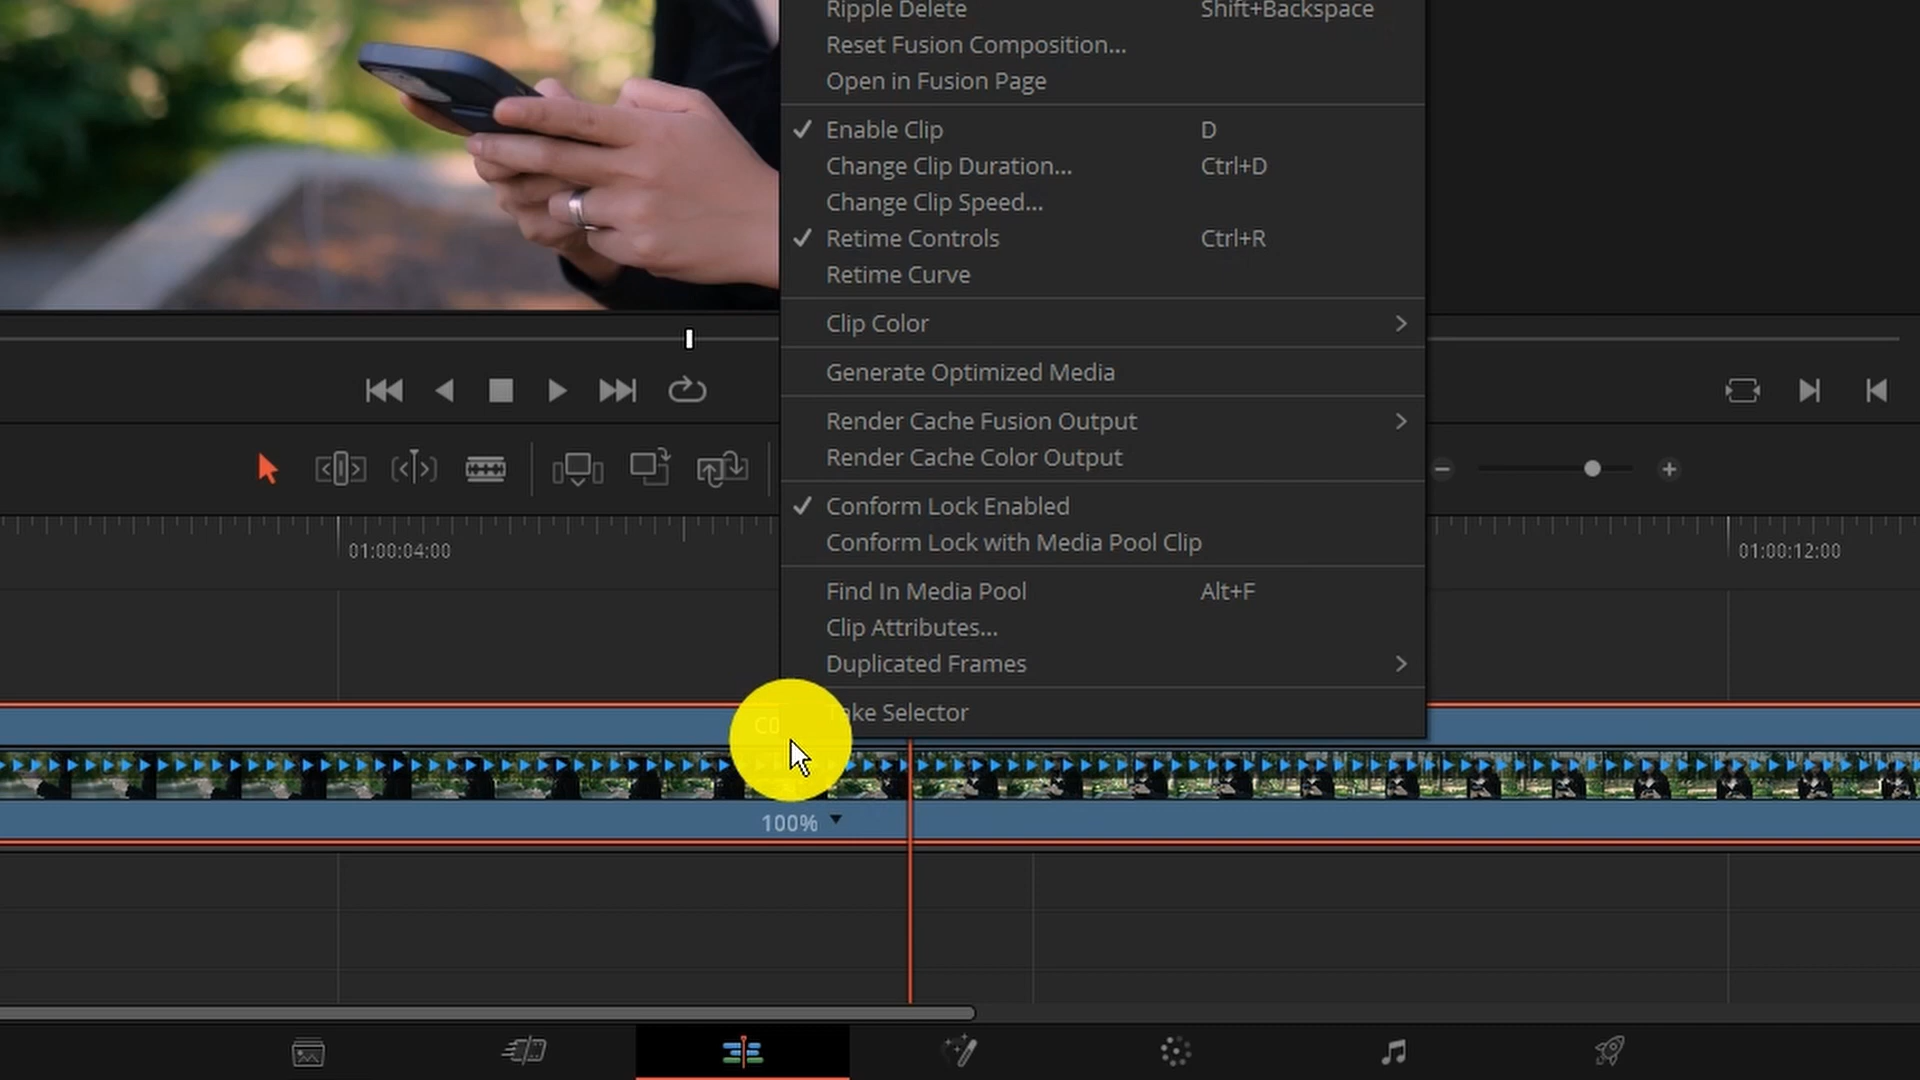 Ripple Delete Shift+Backspace
Reset Fusion Composition...
Open in Fusion Page
Enable Clip D
Change Clip Duration... Ctrl+D
Change Clip Speed...
Retime Controls Ctrl+R
Retime Curve
Clip Color
Generate Optimized Media
Render Cache Fusion Output
Render Cache Color Output
Conform Lock Enabled
Conform Lock with Media Pool Clip
01:00:04:00
01:00:12:00
Find In Media Pool Alt+F
Clip Attributes...
Duplicated Frames
Take Selector
C0
100%